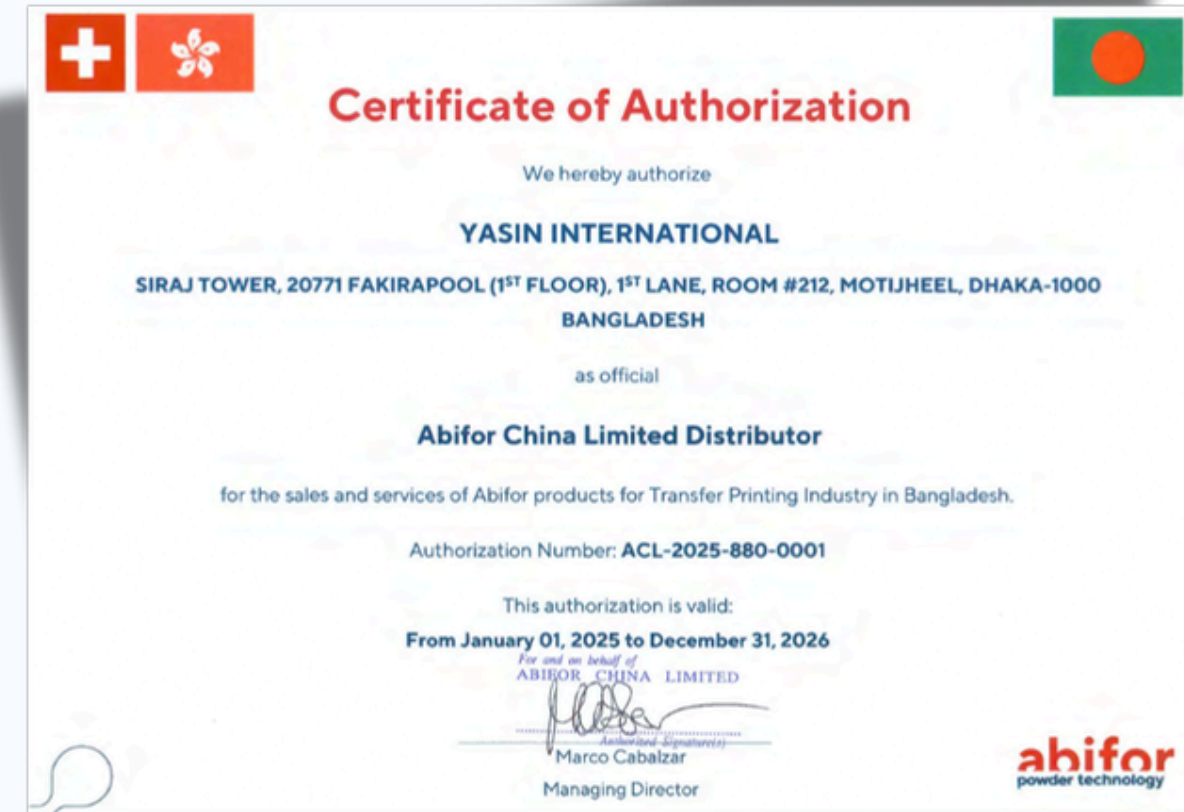 Certificate of Authorization
We hereby authorize
YASIN INTERNATIONAL
SIRAJ TOWER, 20771 FAKIRAPOOL (1ST FLOOR), 1ST LANE, ROOM #212, MOTIJHEEL, DHAKA-1000
BANGLADESH
as official
Abifor China Limited Distributor
for the sales and services of Abifor products for Transfer Printing Industry in Bangladesh.
Authorization Number: ACL-2025-880-0001
This authorization is valid:
From January 01, 2025 to December 31, 2026
For and on behalf of
ABIFOR CHINA LIMITED
Authorized Signature(s)
Marco Cabalzar
Managing Director
abifor
powder technology